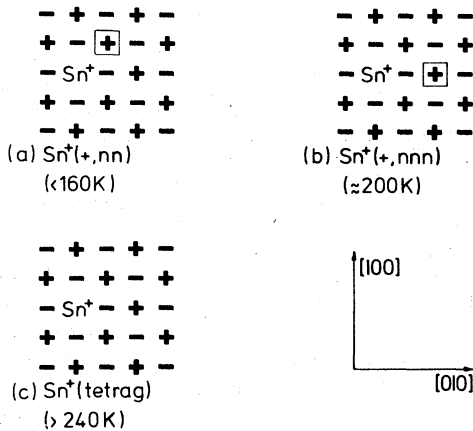 − + − + −
+ − + − +
− Sn⁺ − + −
+ − + − +
− + − + −
(a) Sn⁺(+,nn)
(<160K)
− + − + −
+ − + − +
− Sn⁺ − + −
+ − + − +
− + − + −
(b) Sn⁺(+,nnn)
(≈200K)
− + − + −
+ − + − +
− Sn⁺ − + −
+ − + − +
− + − + −
(c) Sn⁺(tetrag)
(> 240K)
[100]
[010]